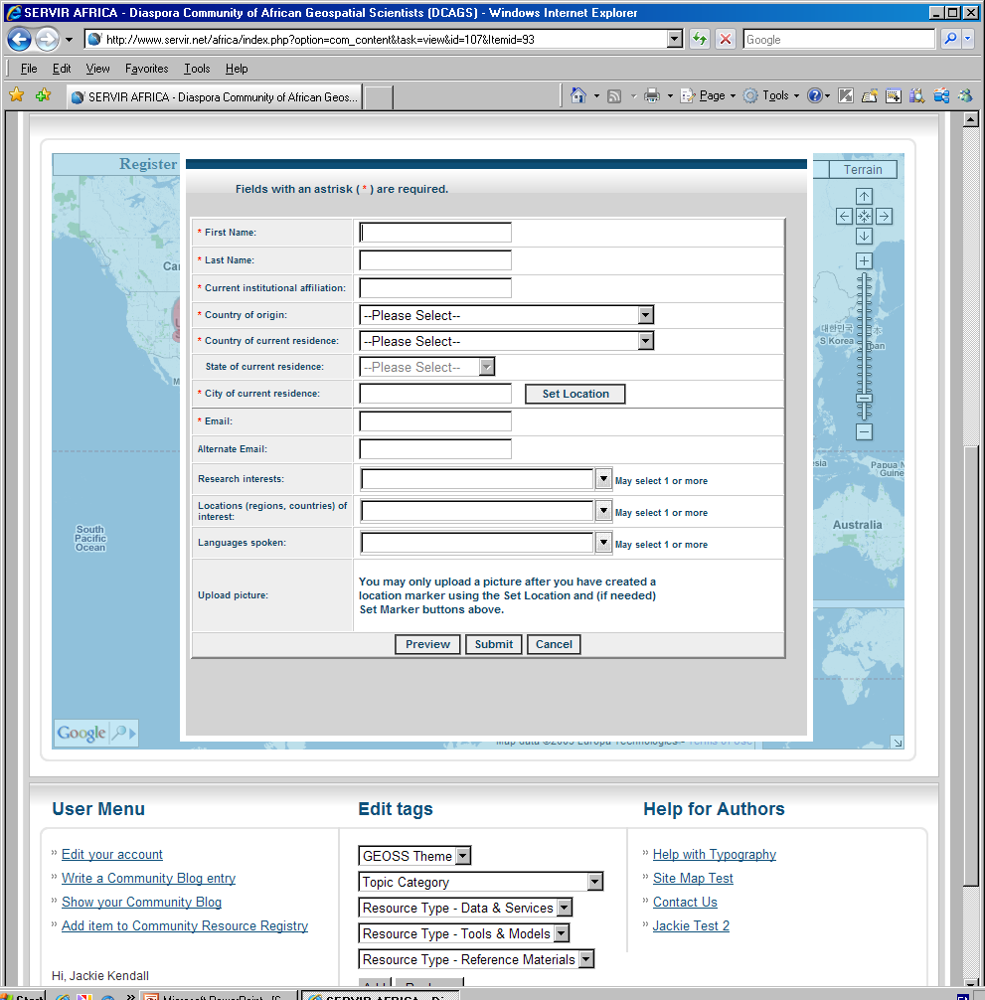 SERVIR AFRICA - Diaspora Community of African Geospatial Scientists (DCAGS) - Windows Internet Explorer
http://www.servir.net/africa/index.php?option=com_content&task=view&id=107&Itemid=93
Google
File Edit View Favorites Tools Help
SERVIR AFRICA - Diaspora Community of African Geos...
Page Tools
Register
Terrain
Fields with an astrisk ( * ) are required.
* First Name:
* Last Name:
* Current institutional affiliation:
* Country of origin: --Please Select--
* Country of current residence: --Please Select--
State of current residence: --Please Select--
* City of current residence: Set Location
* Email:
Alternate Email:
Research interests: May select 1 or more
Locations (regions, countries) of
interest: May select 1 or more
Languages spoken: May select 1 or more
Upload picture:
You may only upload a picture after you have created a
location marker using the Set Location and (if needed)
Set Marker buttons above.
Preview Submit Cancel
대한민국
S Korea
Papua N
Guine
Australia
South
Pacific
Ocean
Google
User Menu
Edit your account
Write a Community Blog entry
Show your Community Blog
Add item to Community Resource Registry
Hi, Jackie Kendall
Edit tags
GEOSS Theme
Topic Category
Resource Type - Data & Services
Resource Type - Tools & Models
Resource Type - Reference Materials
Help for Authors
Help with Typography
Site Map Test
Contact Us
Jackie Test 2